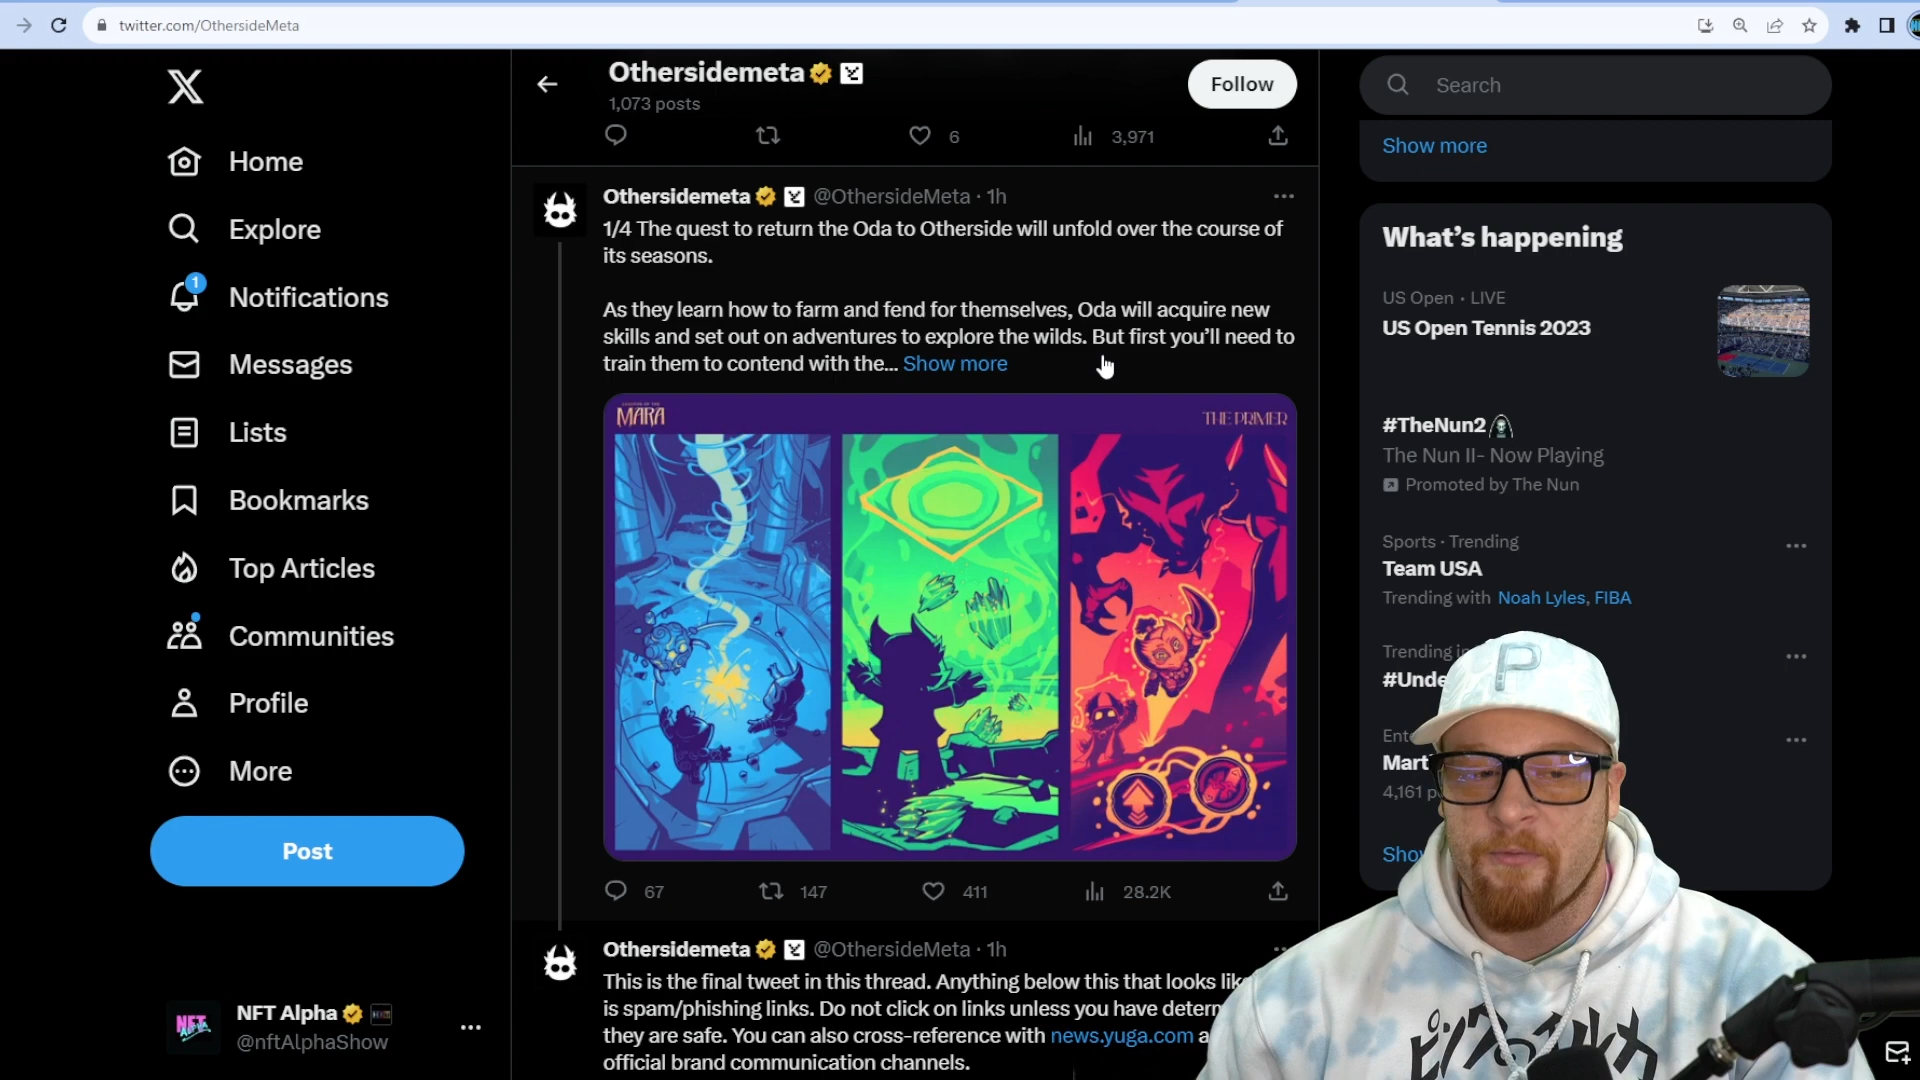 twitter.com/OthersideMeta
Othersidemeta
1,073 posts
Follow
6
3,971
Search
Show more
Home
Explore
1
Notifications
Messages
Lists
Bookmarks
Top Articles
Communities
Profile
More
Post
NFT Alpha
@nftAlphaShow
Othersidemeta @OthersideMeta · 1h
1/4 The quest to return the Oda to Otherside will unfold over the course of
its seasons.
As they learn how to farm and fend for themselves, Oda will acquire new
skills and set out on adventures to explore the wilds. But first you’ll need to
train them to contend with the... Show more
LEGENDS OF THE
MARA
THE PRIMER
67
147
411
28.2K
Othersidemeta @OthersideMeta · 1h
This is the final tweet in this thread. Anything below this that looks
is spam/phishing links. Do not click on links unless you have
they are safe. You can also cross-reference with news.yuga.com
official brand communication channels.
What’s happening
US Open · LIVE
US Open Tennis 2023
#TheNun2
The Nun II- Now Playing
Promoted by The Nun
Sports · Trending
Team USA
Trending with Noah Lyles, FIBA
Trending
#Unde
Mart
4,161
P